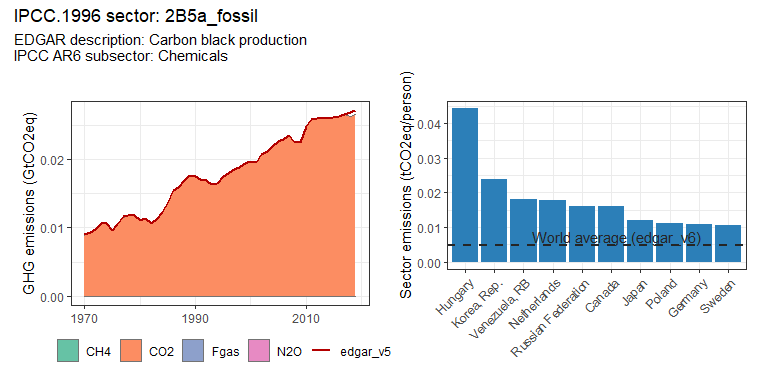 IPCC.1996 sector: 2B5a_fossil
EDGAR description: Carbon black production
IPCC AR6 subsector: Chemicals
GHG emissions (GtCO2eq)
0.02
0.01
0.00
1970
1990
2010
CH4
CO2
Fgas
N2O
edgar_v5
Sector emissions (tCO2eq/person)
0.04
0.03
0.02
0.01
0.00
World average (edgar_v6)
Hungary
Korea, Rep.
Venezuela, RB
Netherlands
Russian Federation
Canada
Japan
Poland
Germany
Sweden